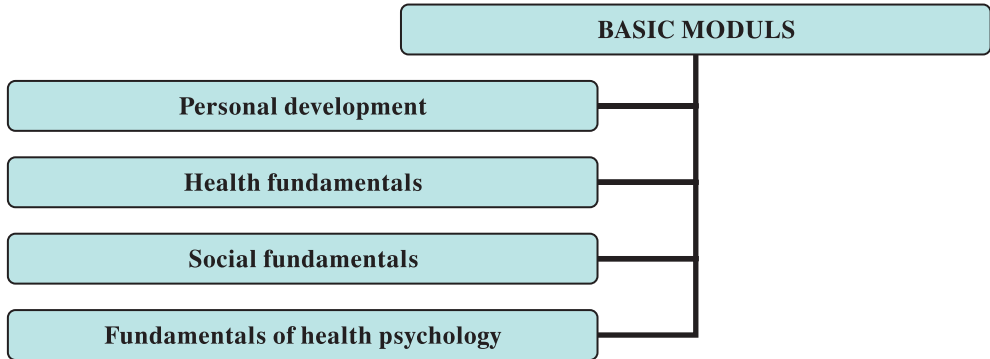 BASIC MODULS
Personal development
Health fundamentals
Social fundamentals
Fundamentals of health psychology